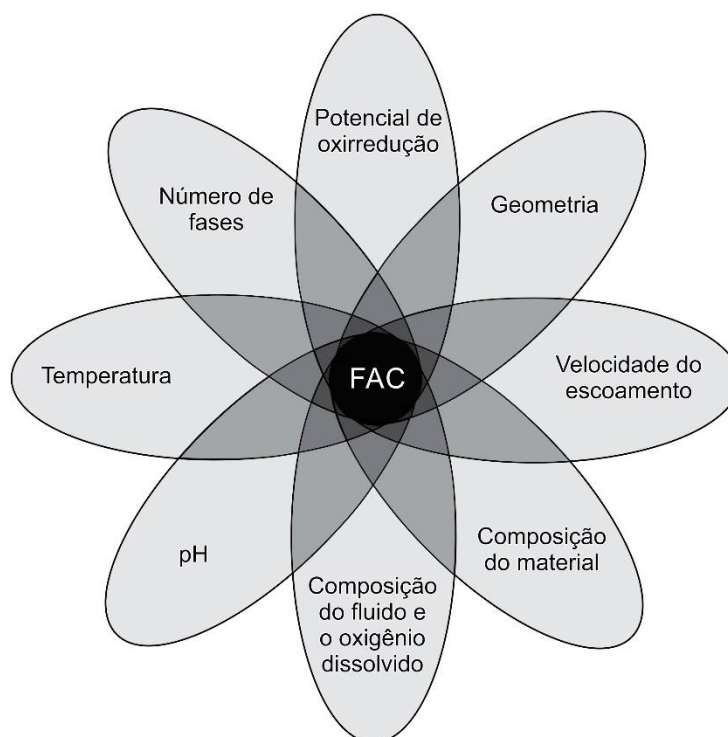 Potencial de
oxirredução
Número de
fases
Geometria
Temperatura
FAC
Velocidade do
escoamento
pH
Composição
do material
Composição
do fluido e
o oxigênio
dissolvido